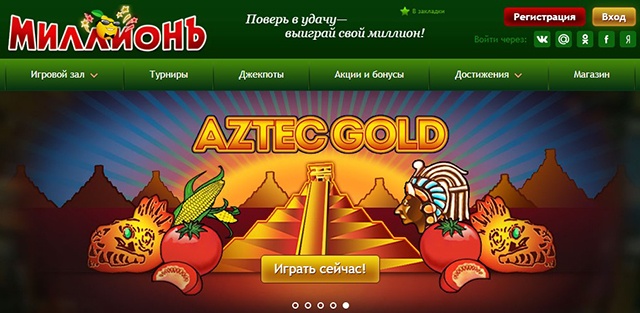 МиллионЪ
Поверь в удачу—
выиграй свой миллион!
В закладки
Регистрация
Вход
Войти через:
Игровой зал
Турниры
Джекпоты
Акции и бонусы
Достижения
Магазин
AZTEC GOLD
Играть сейчас!